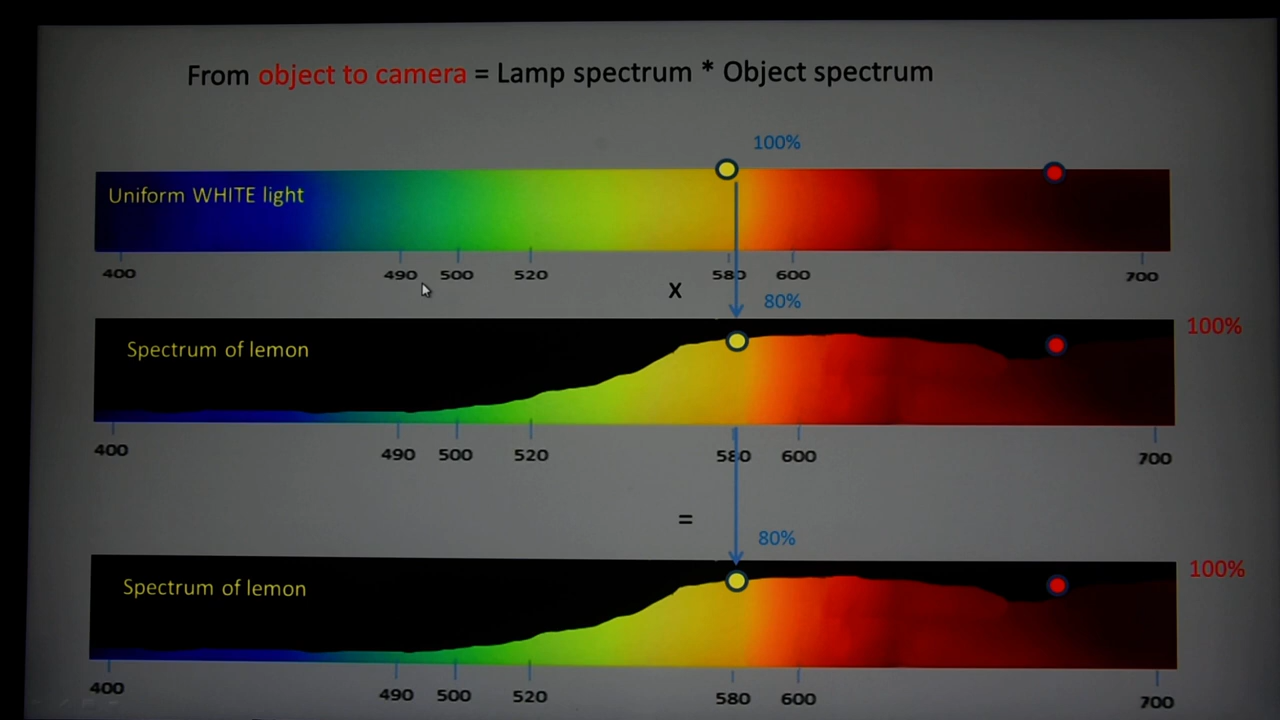 From object to camera = Lamp spectrum * Object spectrum
100%
Uniform WHITE light
400 490 500 520 580 600 700
X
80%
100%
Spectrum of lemon
400 490 500 520 580 600 700
=
80%
100%
Spectrum of lemon
400 490 500 520 580 600 700